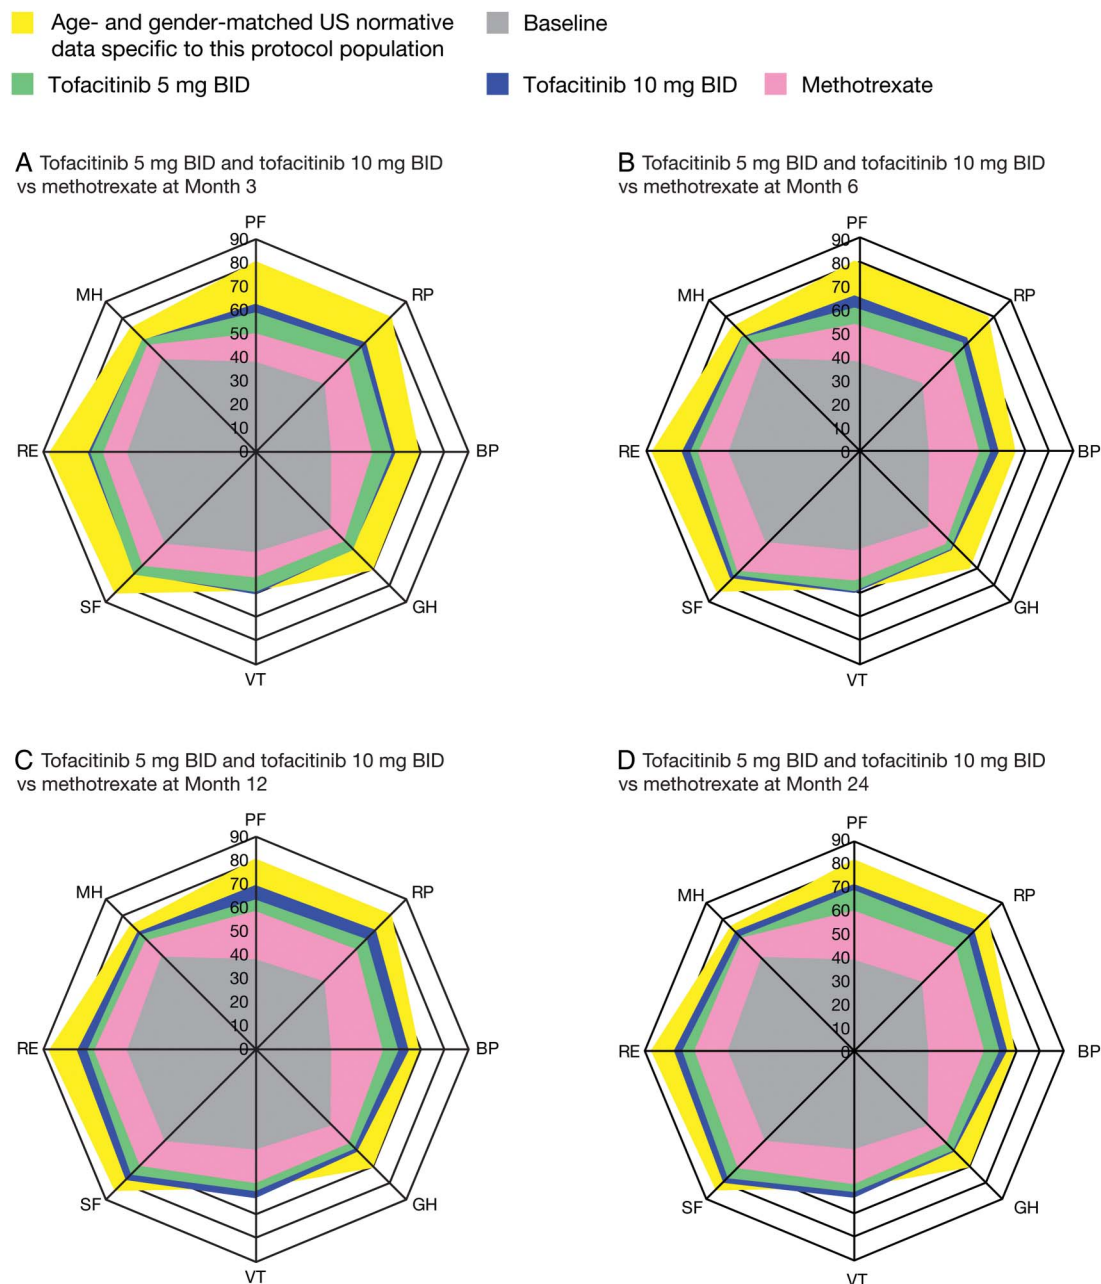 Age- and gender-matched US normative
data specific to this protocol population
Baseline
Tofacitinib 5 mg BID
Tofacitinib 10 mg BID
Methotrexate
A Tofacitinib 5 mg BID and tofacitinib 10 mg BID
vs methotrexate at Month 3
PF
90
80
70
60
50
40
30
20
10
0
MH
RP
RE
BP
SF
GH
VT
B Tofacitinib 5 mg BID and tofacitinib 10 mg BID
vs methotrexate at Month 6
PF
90
80
70
60
50
40
30
20
10
0
MH
RP
RE
BP
SF
GH
VT
C Tofacitinib 5 mg BID and tofacitinib 10 mg BID
vs methotrexate at Month 12
PF
90
80
70
60
50
40
30
20
10
0
MH
RP
RE
BP
SF
GH
VT
D Tofacitinib 5 mg BID and tofacitinib 10 mg BID
vs methotrexate at Month 24
PF
90
80
70
60
50
40
30
20
10
0
MH
RP
RE
BP
SF
GH
VT